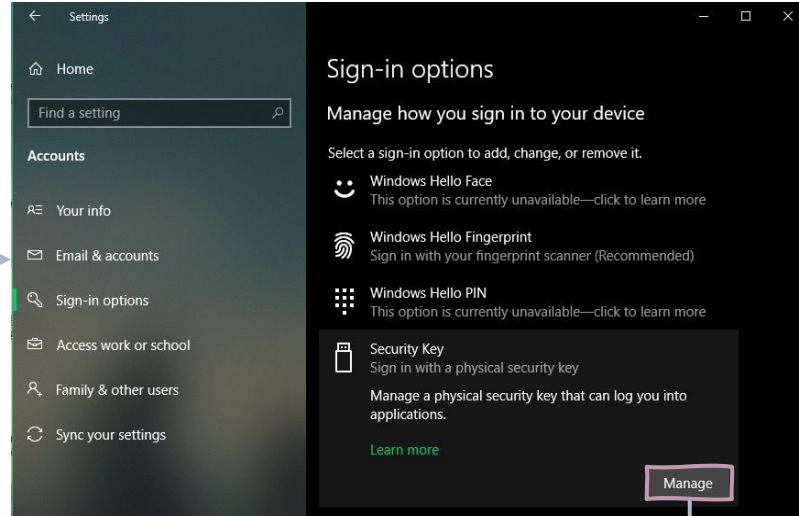 Settings
Home
Find a setting
Accounts
Your info
Email & accounts
Sign-in options
Access work or school
Family & other users
Sync your settings
Sign-in options
Manage how you sign in to your device
Select a sign-in option to add, change, or remove it.
Windows Hello Face
This option is currently unavailable—click to learn more
Windows Hello Fingerprint
Sign in with your fingerprint scanner (Recommended)
Windows Hello PIN
This option is currently unavailable—click to learn more
Security Key
Sign in with a physical security key
Manage a physical security key that can log you into
applications.
Learn more
Manage